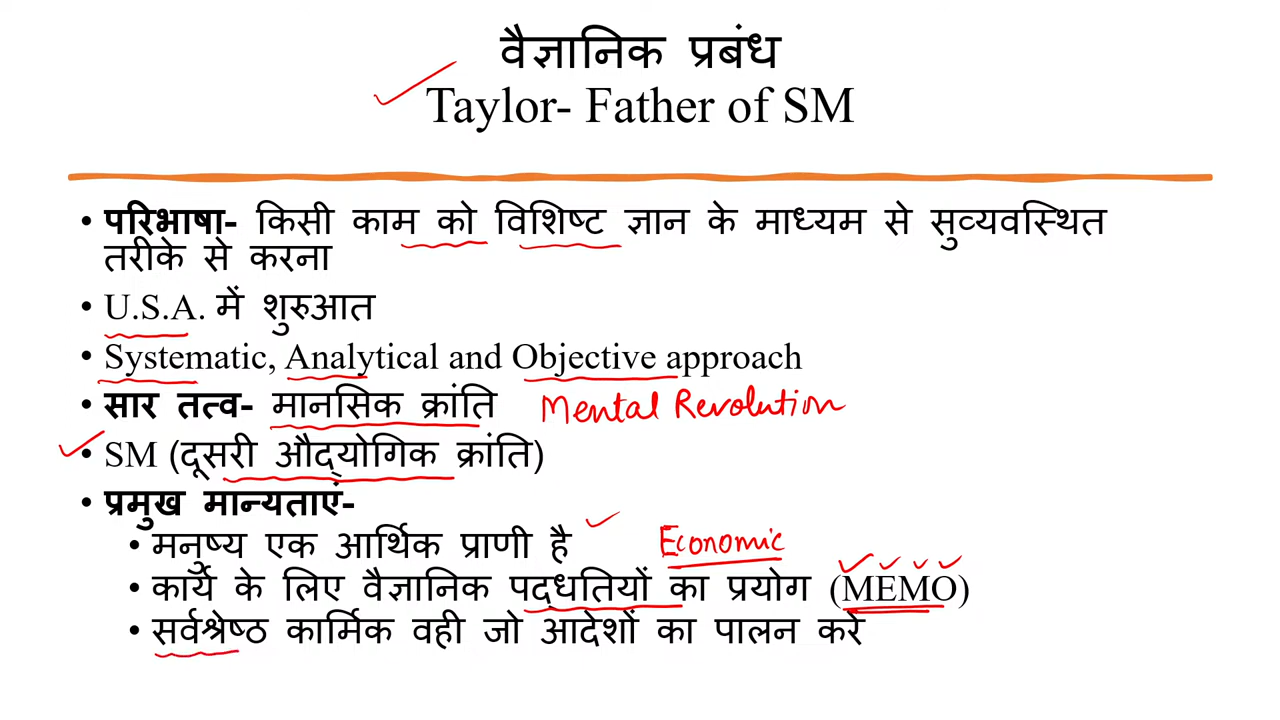 वैज्ञानिक प्रबंध
Taylor- Father of SM
• परिभाषा- किसी काम को विशिष्ट ज्ञान के माध्यम से सुव्यवस्थित
तरीके से करना
• U.S.A. में शुरुआत
• Systematic, Analytical and Objective approach
• सार तत्व- मानसिक क्रांति Mental Revolution
• SM (दूसरी औद्योगिक क्रांति)
• प्रमुख मान्यताएं-
• मनुष्य एक आर्थिक प्राणी है Economic
• कार्य के लिए वैज्ञानिक पद्धतियों का प्रयोग (MEMO)
• सर्वश्रेष्ठ कार्मिक वही जो आदेशों का पालन करें